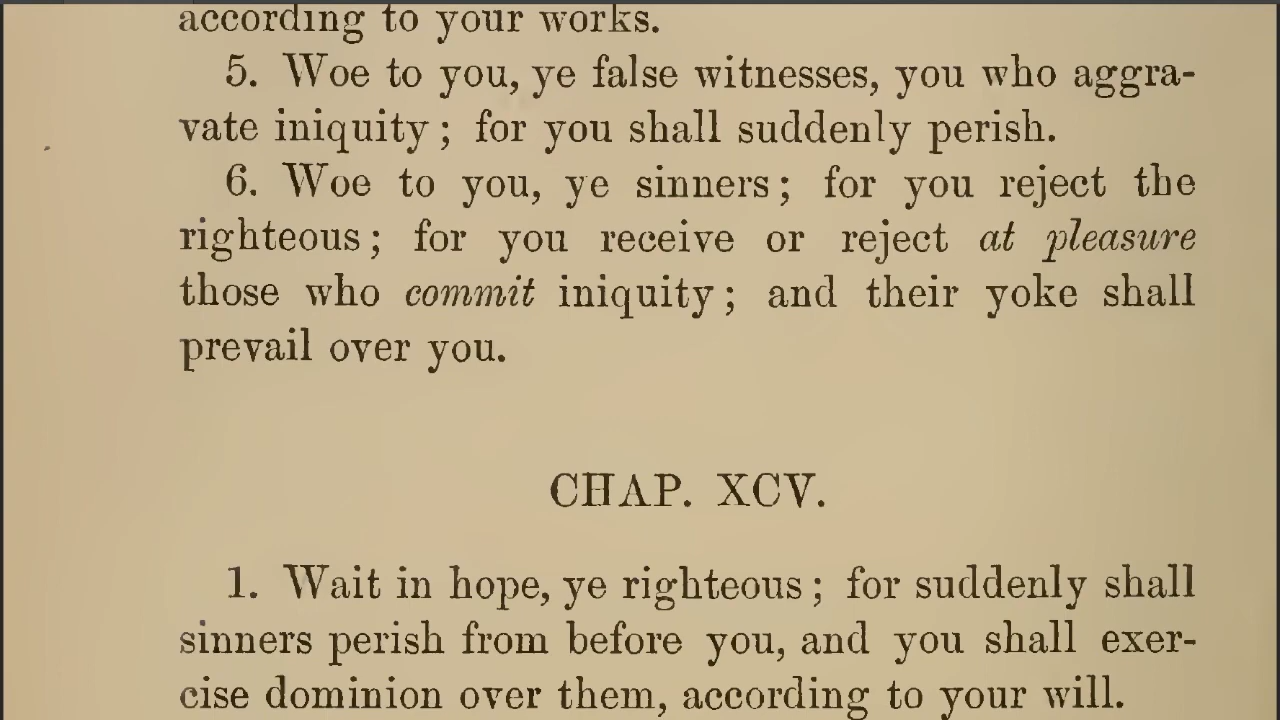 according to your works.
5. Woe to you, ye false witnesses, you who aggra-
vate iniquity; for you shall suddenly perish.
6. Woe to you, ye sinners; for you reject the
righteous; for you receive or reject at pleasure
those who commit iniquity; and their yoke shall
prevail over you.
CHAP. XCV.
1. Wait in hope, ye righteous; for suddenly shall
sinners perish from before you, and you shall exer-
cise dominion over them, according to your will.